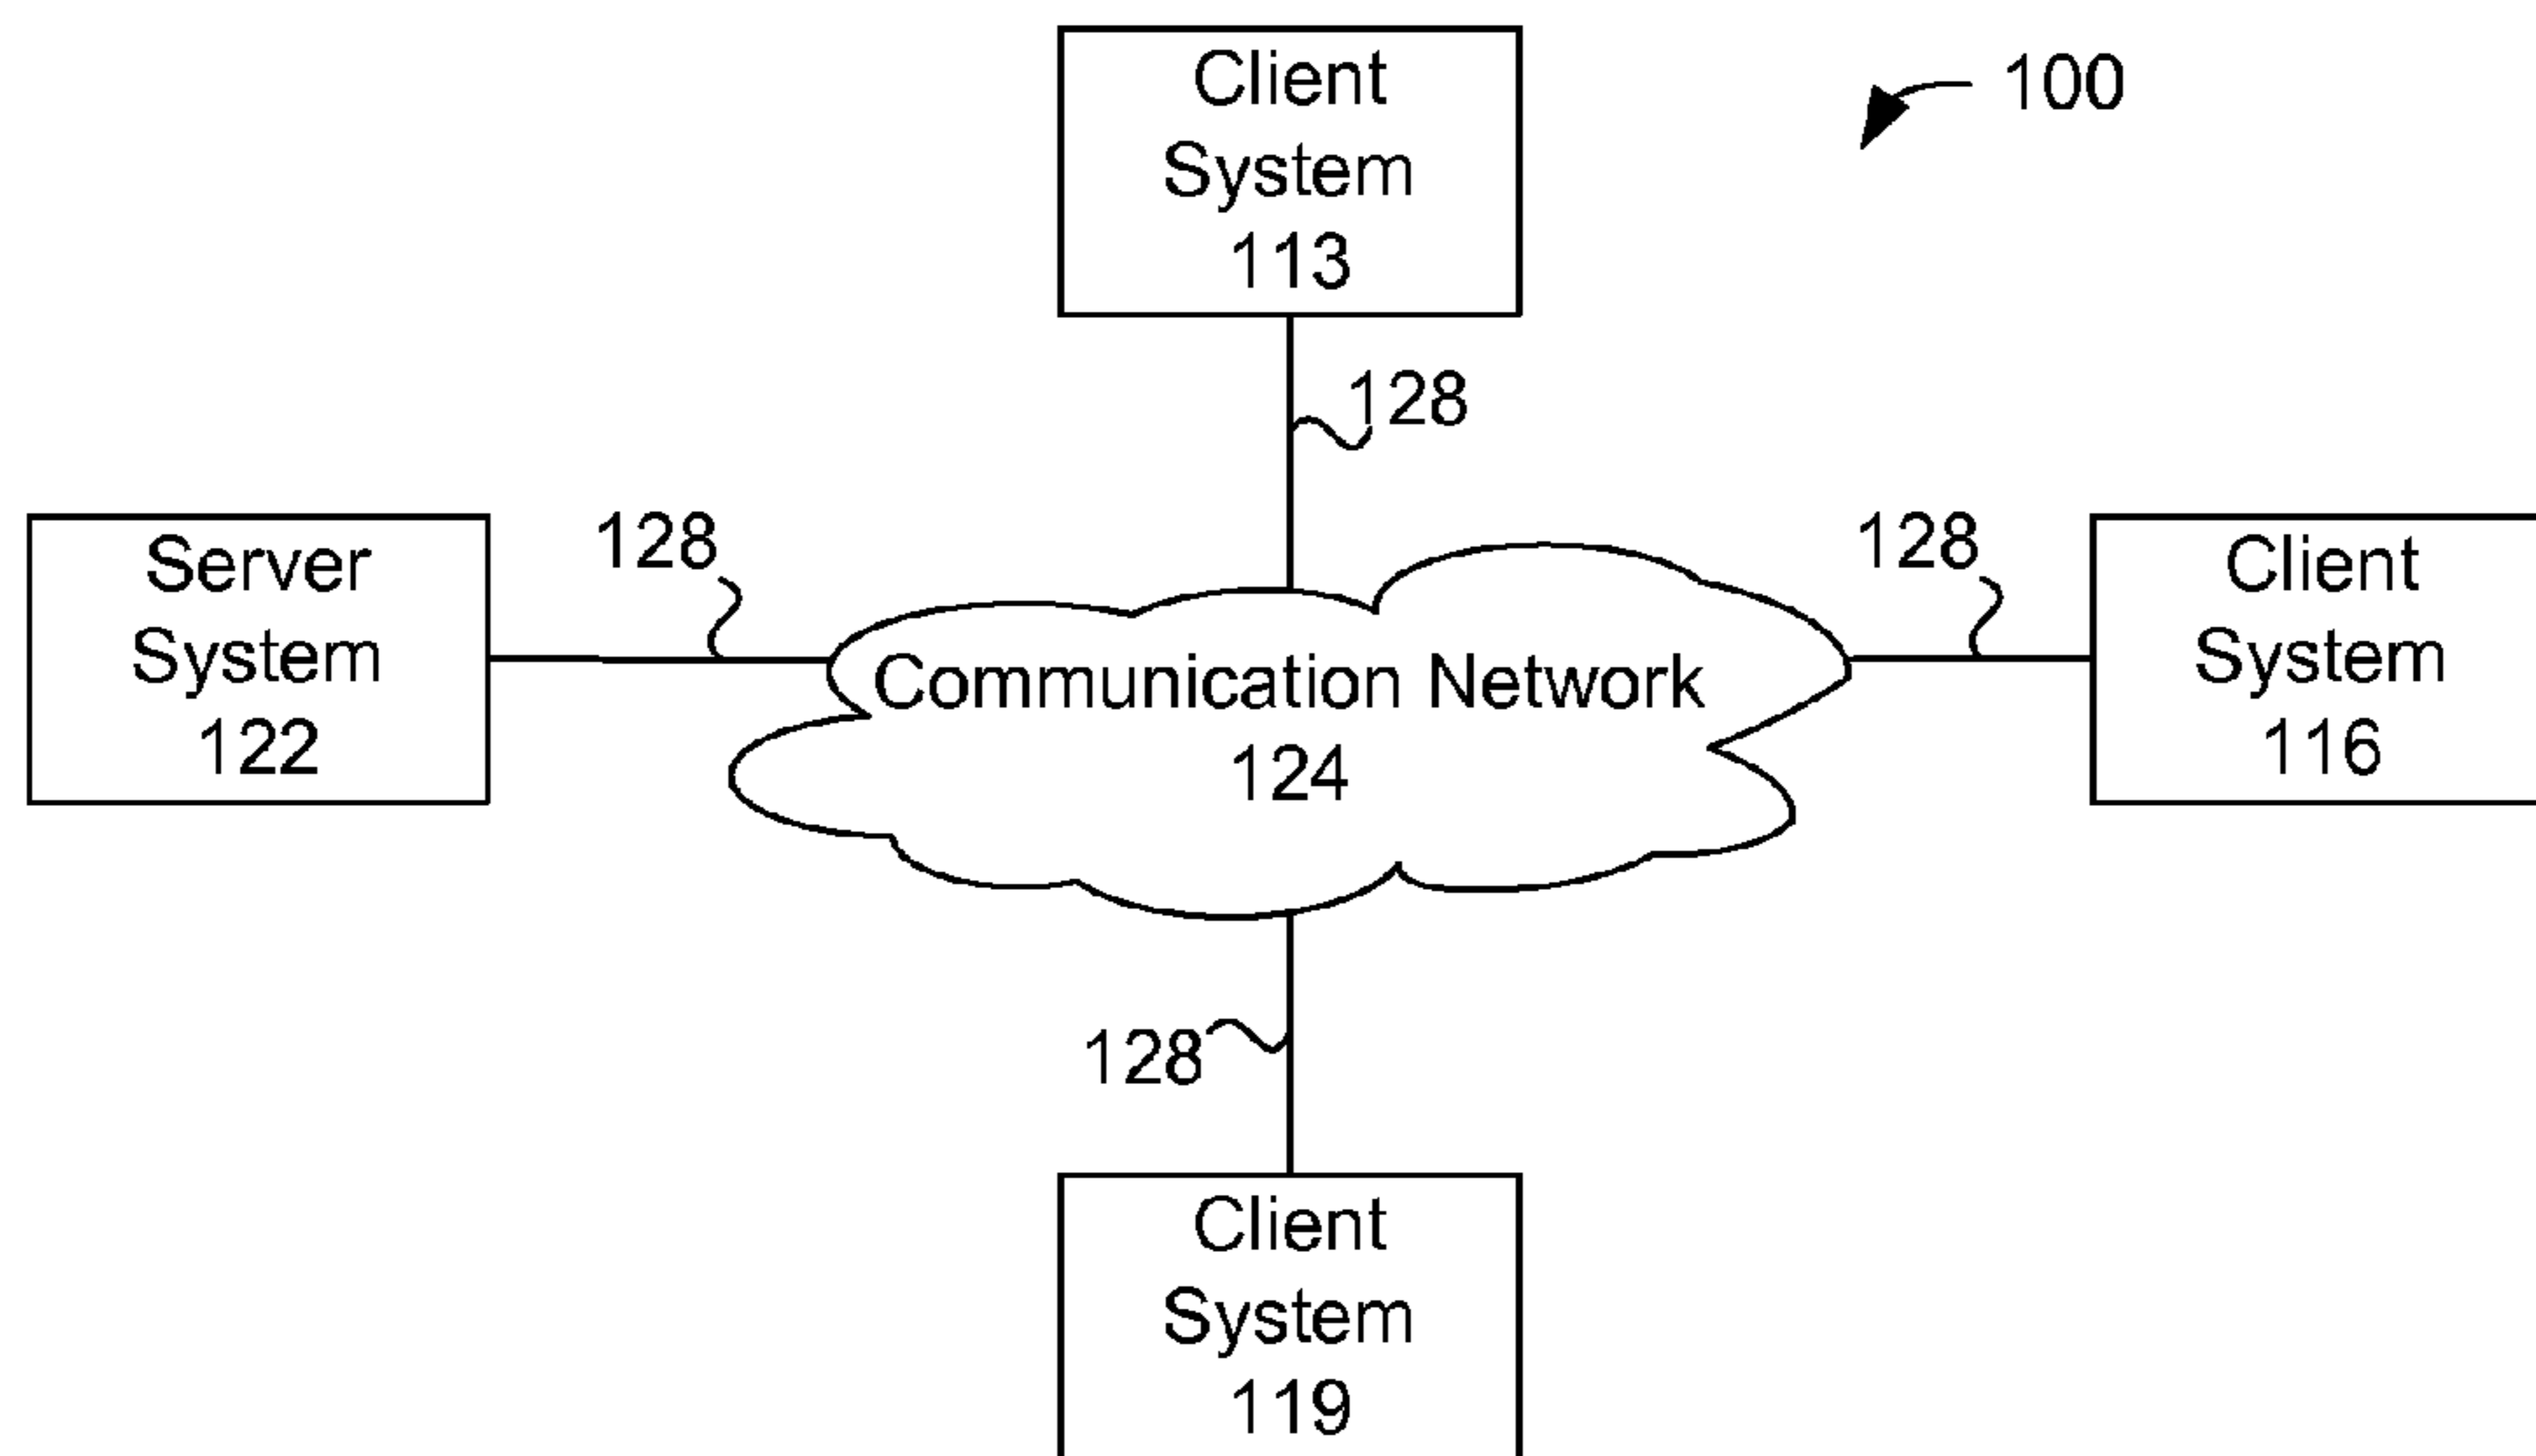 Client
System
113
100
128
Server
System
122
128
Communication Network
124
128
Client
System
116
128
Client
System
119